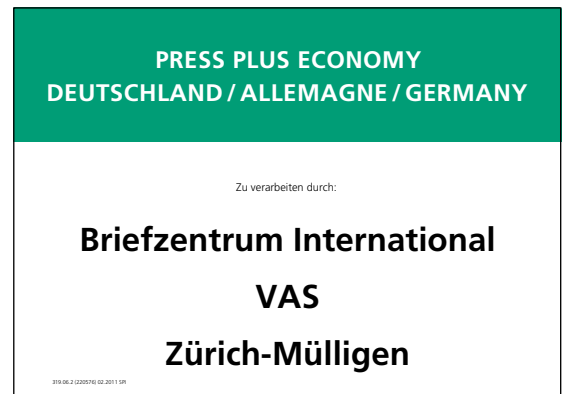 PRESS PLUS ECONOMY
DEUTSCHLAND / ALLEMAGNE / GERMANY
Zu verarbeiten durch:
Briefzentrum International
VAS
Zürich-Mülligen
319.06.2 (220576) 02.2011 SPI